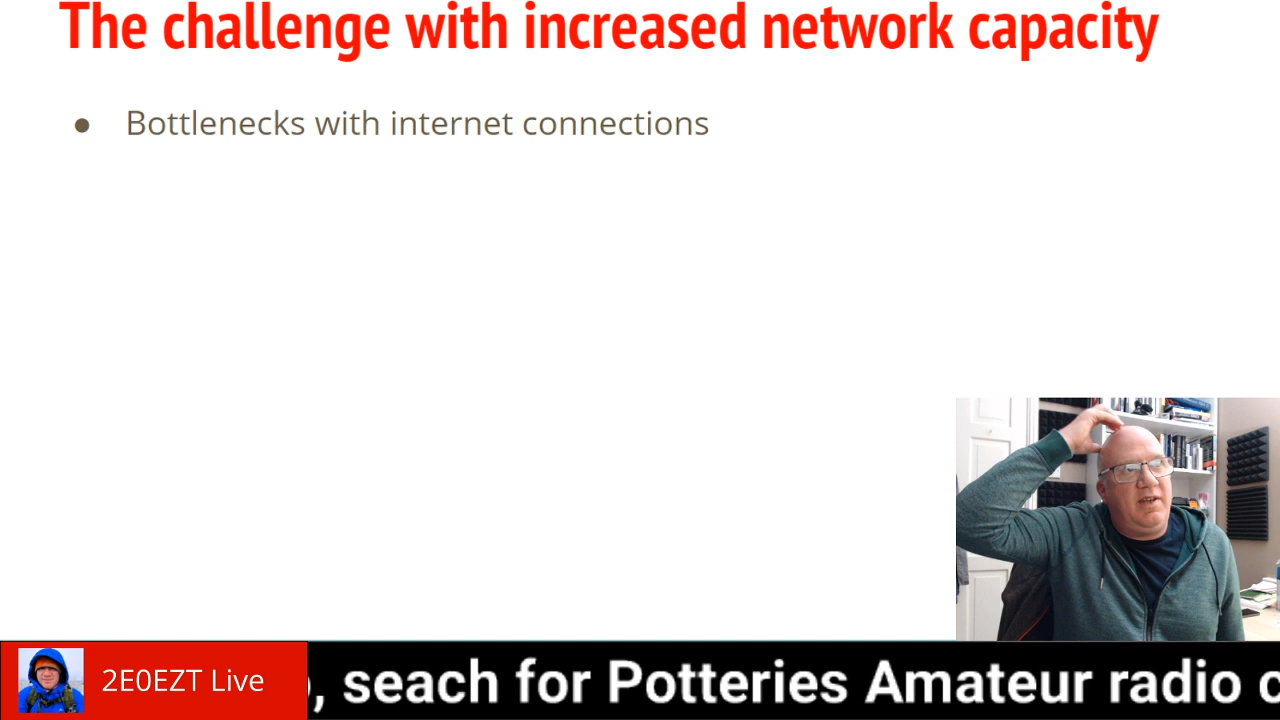 The challenge with increased network capacity
● Bottlenecks with internet connections
2E0EZT Live
), seach for Potteries Amateur radio c